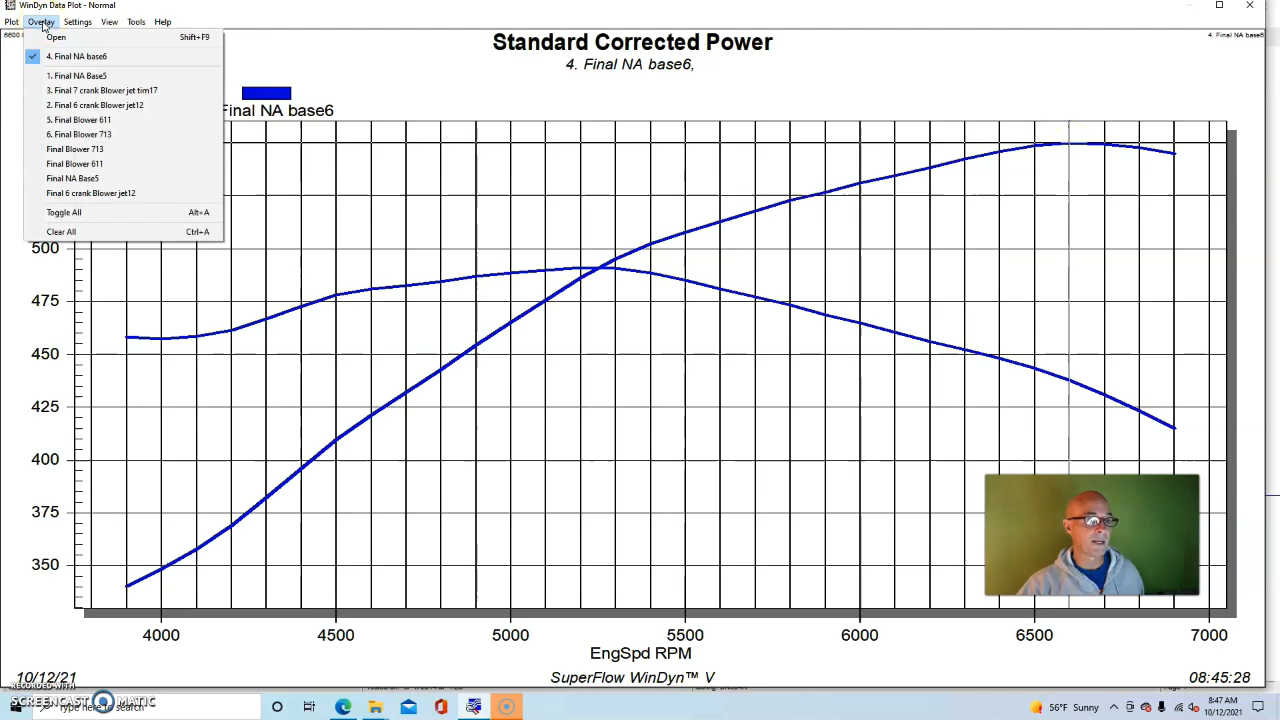 WinDyn Data Plot - Normal
Plot Overlay Settings View Tools Help
6600
4. Final NA base6
Open Shift+F9
4. Final NA base6
1. Final NA Base5
3. Final 7 crank Blower jet tim17
2. Final 6 crank Blower jet12
5. Final Blower 611
6. Final Blower 713
Final Blower 713
Final Blower 611
Final NA Base5
Final 6 crank Blower jet12
Toggle All Alt+A
Clear All Ctrl+A
Standard Corrected Power
4. Final NA base6,
Final NA base6
500
475
450
425
400
375
350
4000 4500 5000 5500 6000 6500 7000
EngSpd RPM
10/12/21 SuperFlow WinDyn™ V 08:45:28
RECORDED WITH
SCREENCAST MATIC
56°F Sunny
8:47 AM
10/12/2021